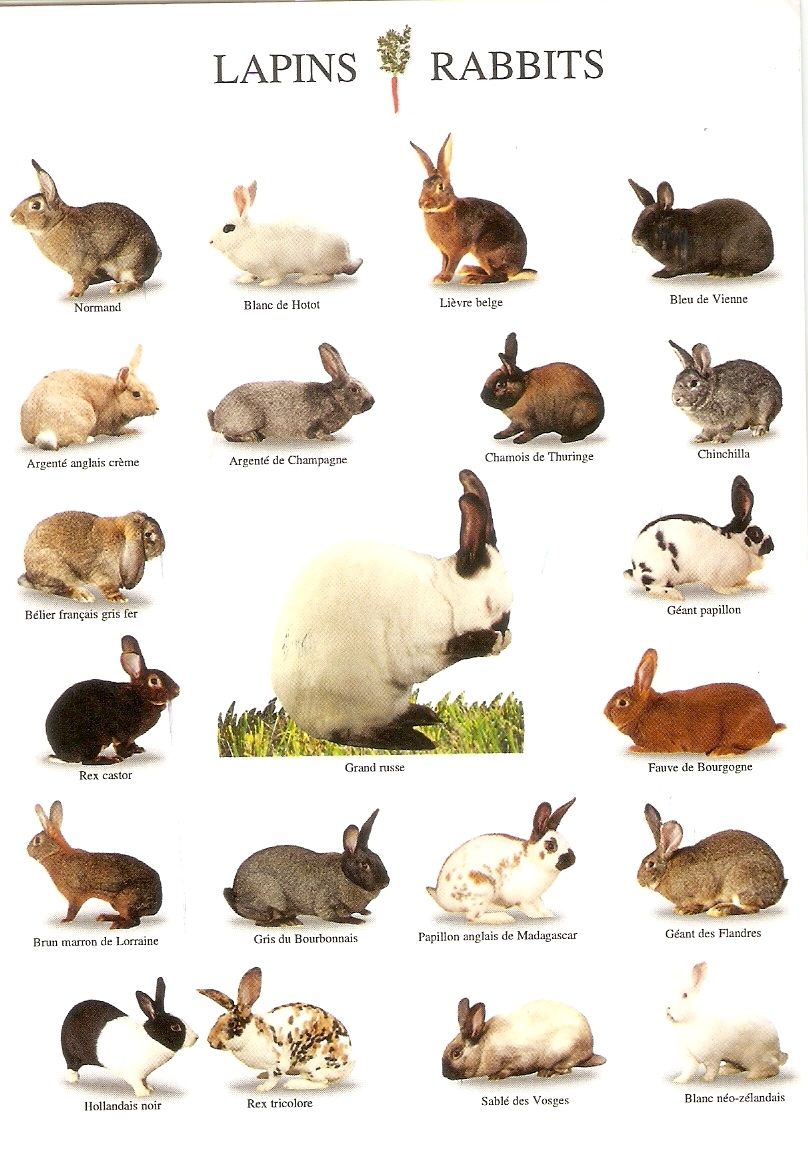 LAPINS RABBITS
Normand
Blanc de Hotot
Lièvre belge
Bleu de Vienne
Argenté anglais crème
Argenté de Champagne
Chamois de Thuringe
Chinchilla
Bélier français gris fer
Géant papillon
Rex castor
Grand russe
Fauve de Bourgogne
Brun marron de Lorraine
Gris du Bourbonnais
Papillon anglais de Madagascar
Géant des Flandres
Hollandais noir
Rex tricolore
Sablé des Vosges
Blanc néo-zélandais